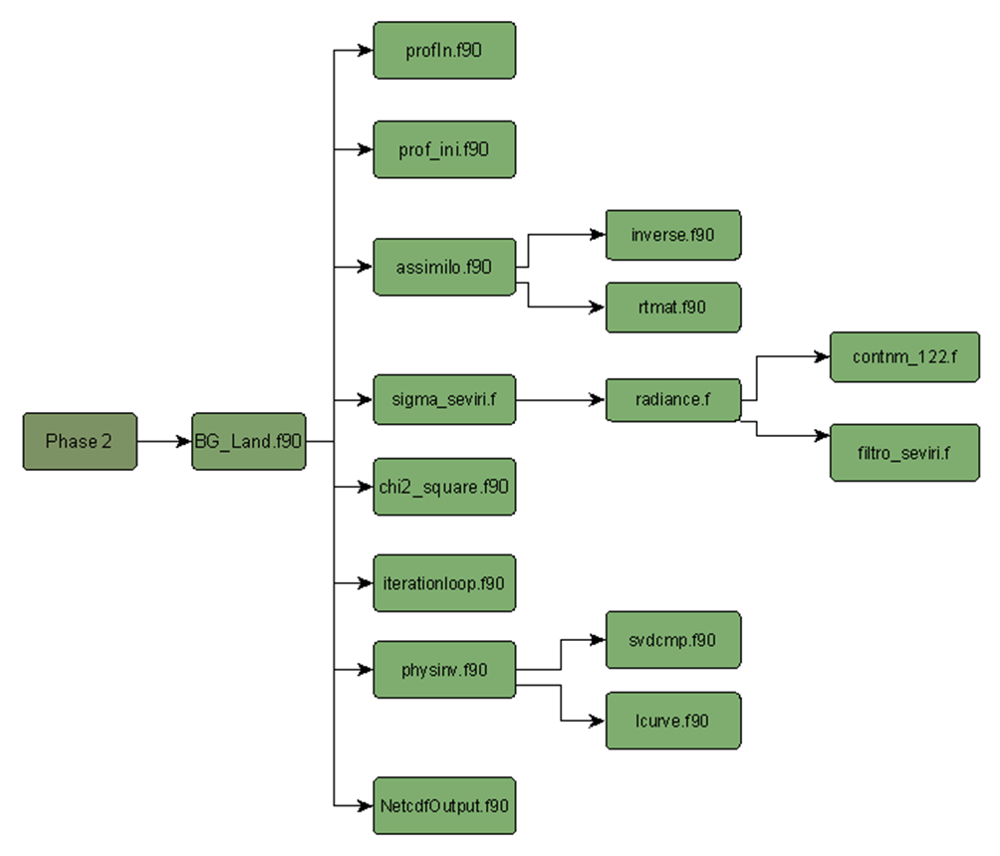 profIn.f90
prof_ini.f90
inverse.f90
assimilo.f90
rtmat.f90
contnm_122.f
sigma_seviri.f
radiance.f
Phase 2
BG_Land.f90
filtro_seviri.f
chi2_square.f90
iterationloop.f90
svdcmp.f90
physinv.f90
lcurve.f90
NetcdfOutput.f90